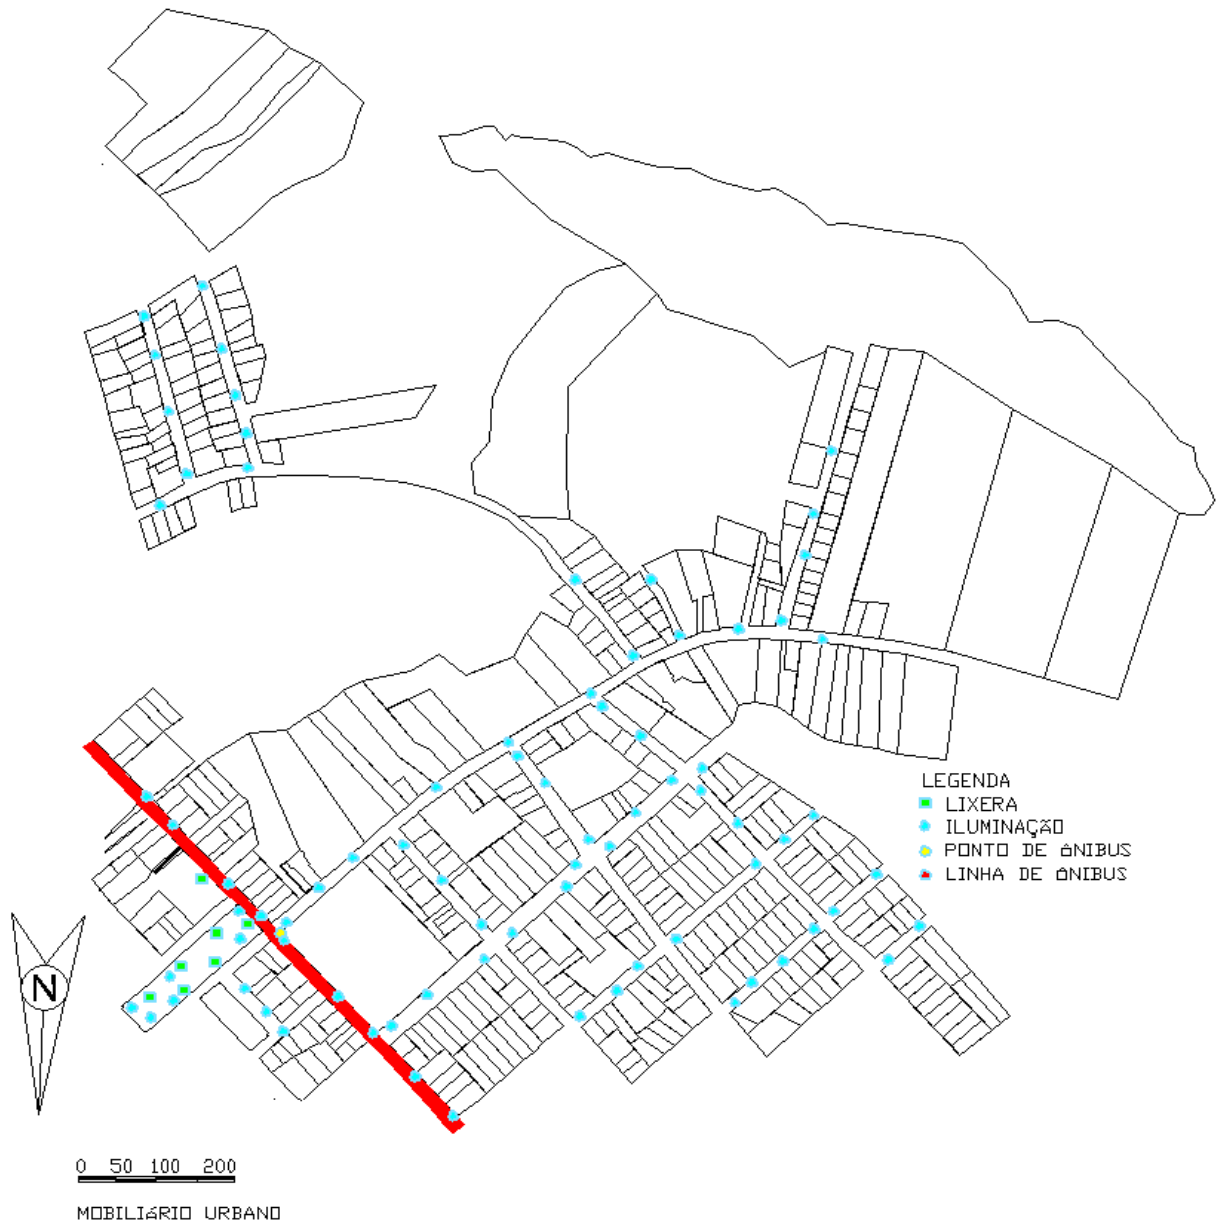 LEGENDA
LIXERA
ILUMINAÇÃO
PONTO DE ôNIBUS
LINHA DE ôNIBUS
N
0 50 100 200
MOBILIáRIO URBANO